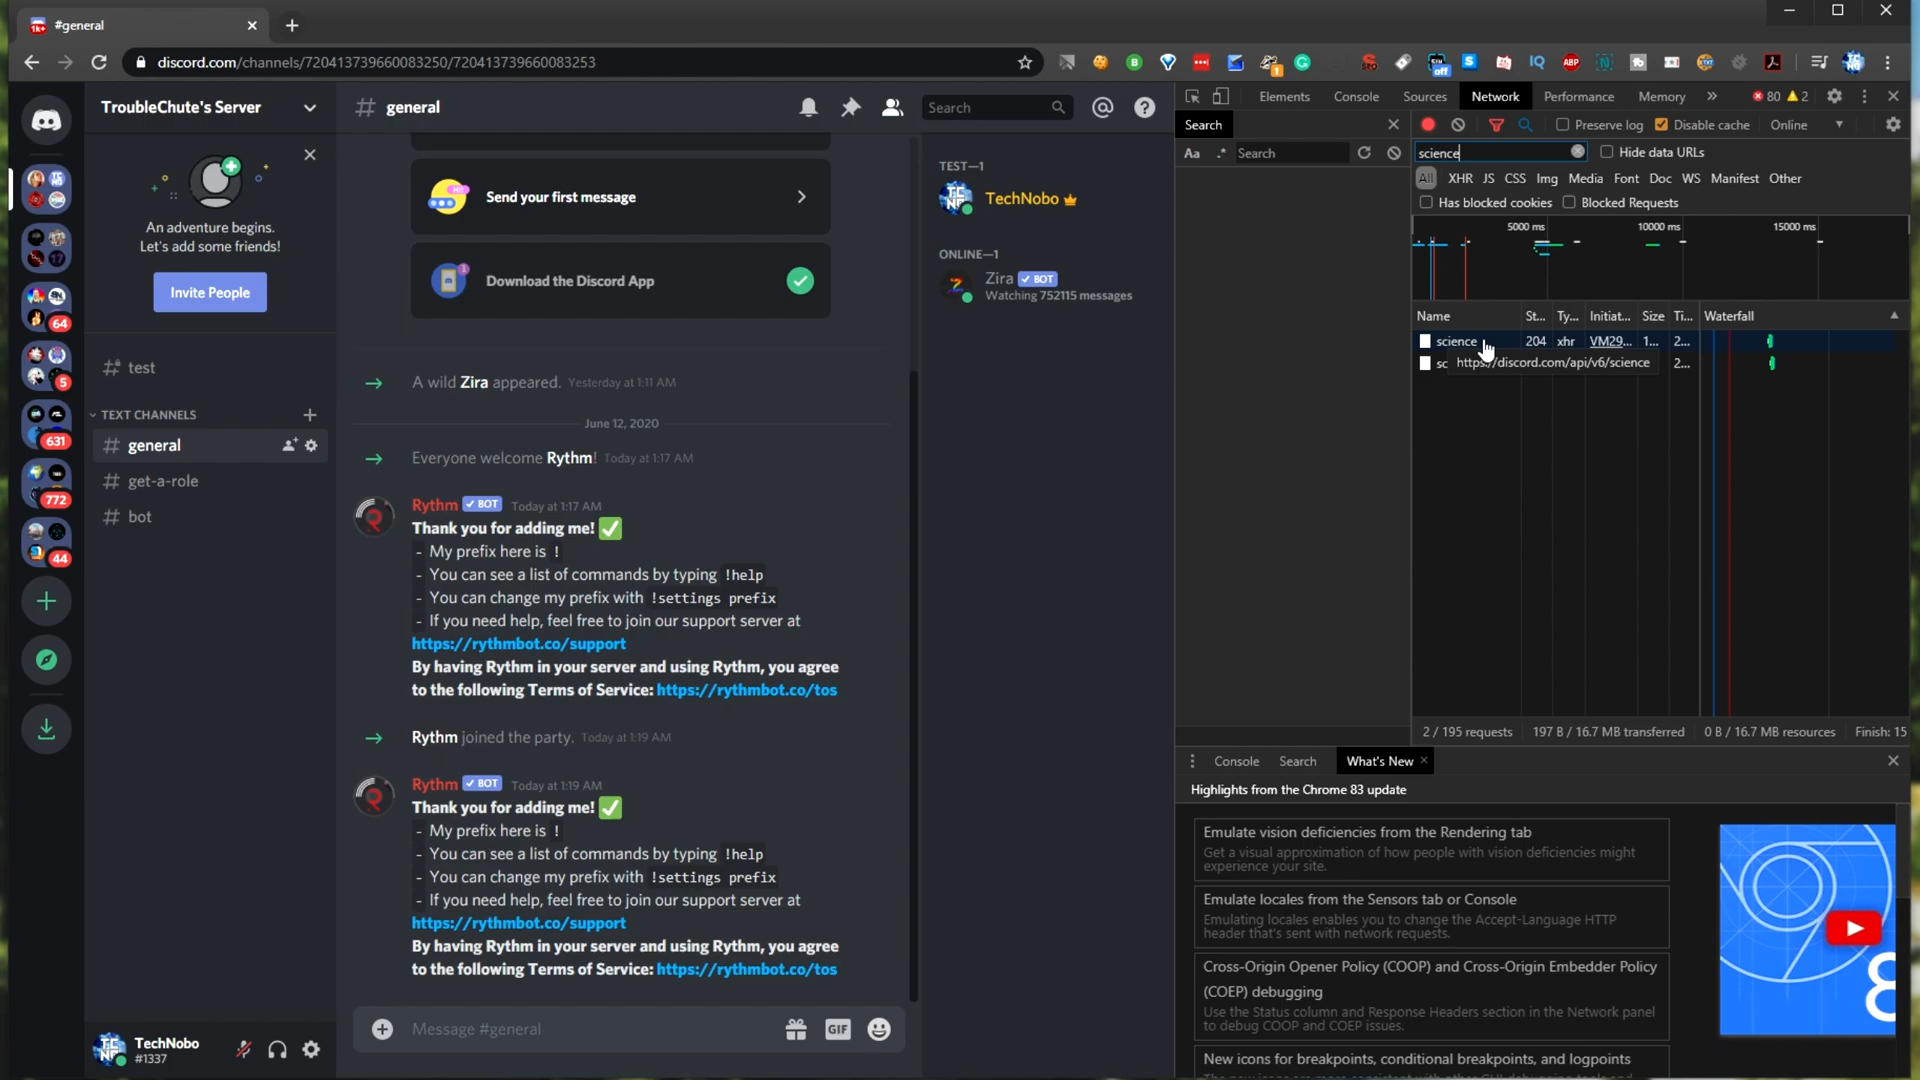 #general
discord.com/channels/720413739660083250/720413739660083253
TroubleChute's Server
An adventure begins.
Let's add some friends!
Invite People
test
TEXT CHANNELS
general
get-a-role
bot
64
5
631
772
44
TechNobo
#1337
general
Search
Send your first message
Download the Discord App
A wild Zira appeared. Yesterday at 1:11 AM
June 12, 2020
Everyone welcome Rythm! Today at 1:17 AM
Rythm BOT Today at 1:17 AM
Thank you for adding me!
- My prefix here is !
- You can see a list of commands by typing !help
- You can change my prefix with !settings prefix
- If you need help, feel free to join our support server at
https://rythmbot.co/support
By having Rythm in your server and using Rythm, you agree
to the following Terms of Service: https://rythmbot.co/tos
Rythm joined the party. Today at 1:19 AM
Rythm BOT Today at 1:19 AM
Thank you for adding me!
- My prefix here is !
- You can see a list of commands by typing !help
- You can change my prefix with !settings prefix
- If you need help, feel free to join our support server at
https://rythmbot.co/support
By having Rythm in your server and using Rythm, you agree
to the following Terms of Service: https://rythmbot.co/tos
Message #general
GIF
TEST—1
TechNobo
ONLINE—1
Zira BOT
Watching 752115 messages
Elements Console Sources Network Performance Memory » 80 2
Search
Preserve log Disable cache Online
Aa .* Search
science
Hide data URLs
All XHR JS CSS Img Media Font Doc WS Manifest Other
Has blocked cookies Blocked Requests
5000 ms 10000 ms 15000 ms
Name St... Ty... Initiat... Size Ti... Waterfall
science 204 xhr VM29... 1... 2...
sc https://discord.com/api/v6/science 2...
2 / 195 requests 197 B / 16.7 MB transferred 0 B / 16.7 MB resources Finish: 15
Console Search What's New
Highlights from the Chrome 83 update
Emulate vision deficiencies from the Rendering tab
Get a visual approximation of how people with vision deficiencies might
experience your site.
Emulate locales from the Sensors tab or Console
Emulating locales enables you to change the Accept-Language HTTP
header that's sent with network requests.
Cross-Origin Opener Policy (COOP) and Cross-Origin Embedder Policy
(COEP) debugging
Use the Status column and Response Headers section in the Network panel
to debug COOP and COEP issues.
New icons for breakpoints, conditional breakpoints, and logpoints